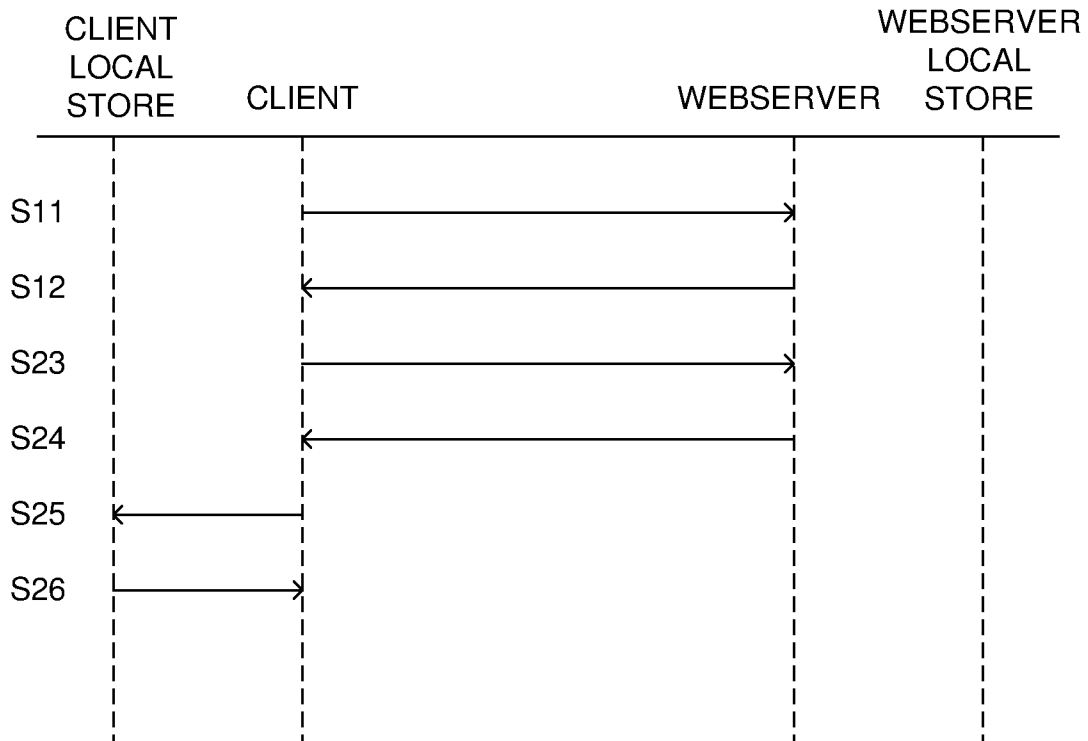 CLIENT
LOCAL
STORE
CLIENT
WEBSERVER
WEBSERVER
LOCAL
STORE
S11
S12
S23
S24
S25
S26